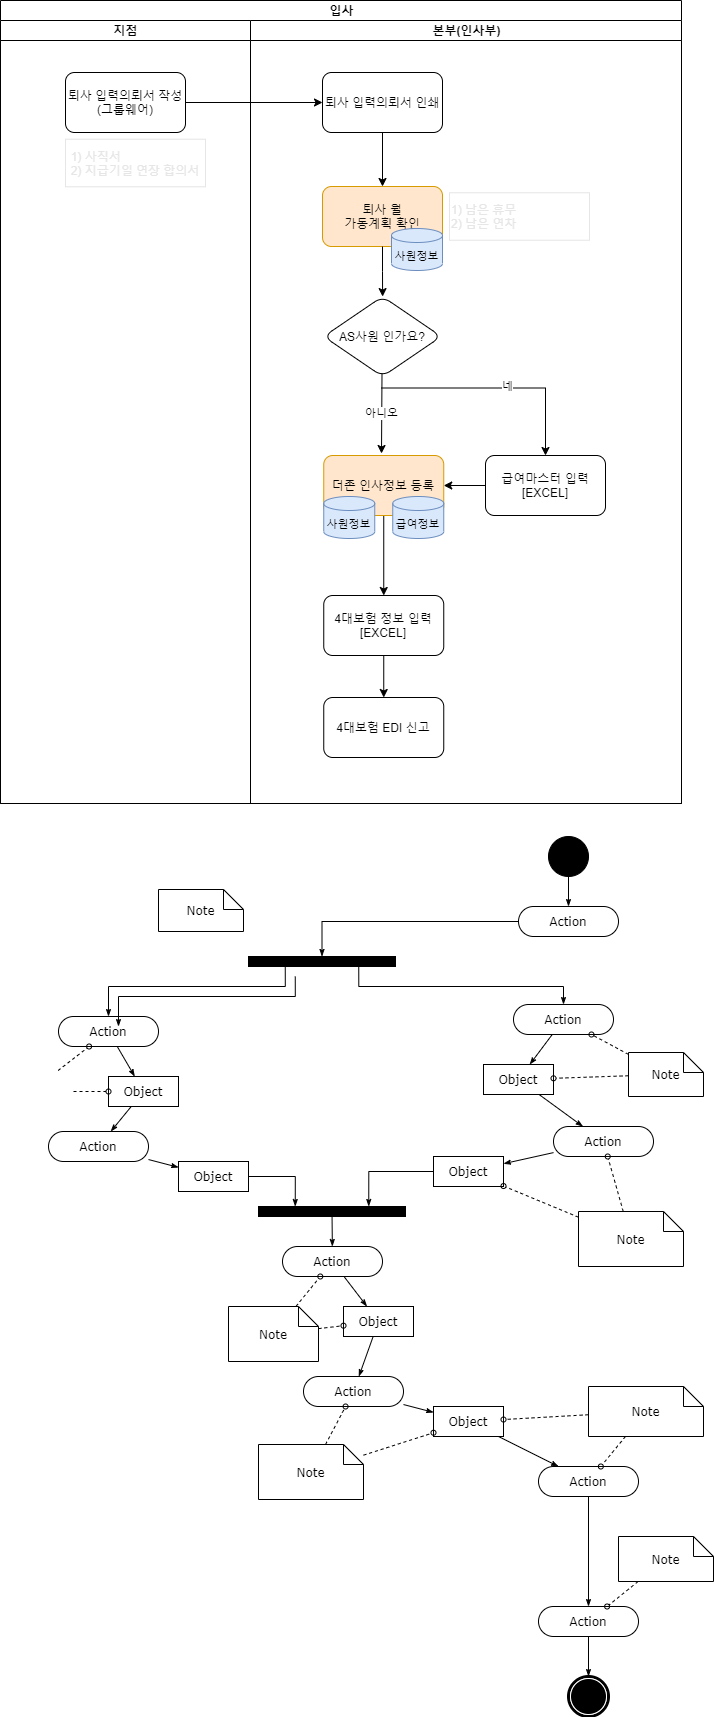 입사
지점
본부(인사부)
퇴사 입력의뢰서 작성
(그룹웨어)
퇴사 입력의뢰서 인쇄
1) 사직서
2) 지급기일 연장 합의서
퇴사 월
가동계획 확인
1) 남은 휴무
2) 남은 연차
사원정보
AS사원 인가요?
네
아니오
더존 인사정보 등록
급여마스터 입력
[EXCEL]
사원정보
급여정보
4대보험 정보 입력
[EXCEL]
4대보험 EDI 신고
Note
Action
Action
Action
Object
Object
Note
Action
Action
Object
Object
Note
Action
Note
Object
Action
Object
Note
Note
Action
Note
Action